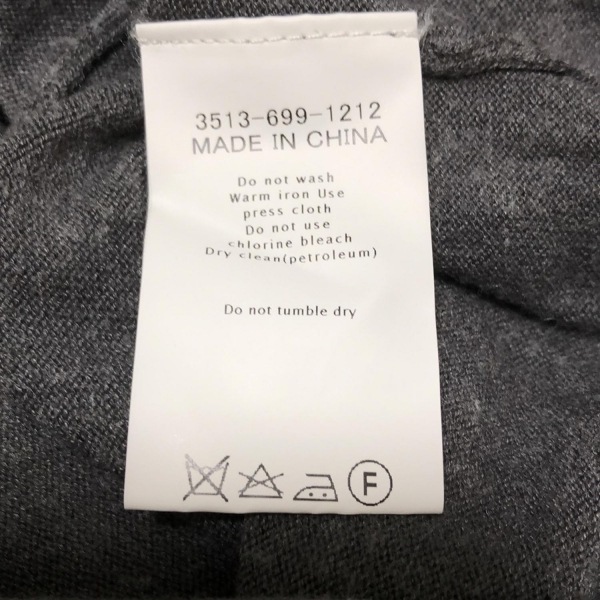 3513-699-1212
MADE IN CHINA
Do not wash
Warm iron Use
press cloth
Do not use
chlorine bleach
Dry clean(petroleum)
Do not tumble dry
F